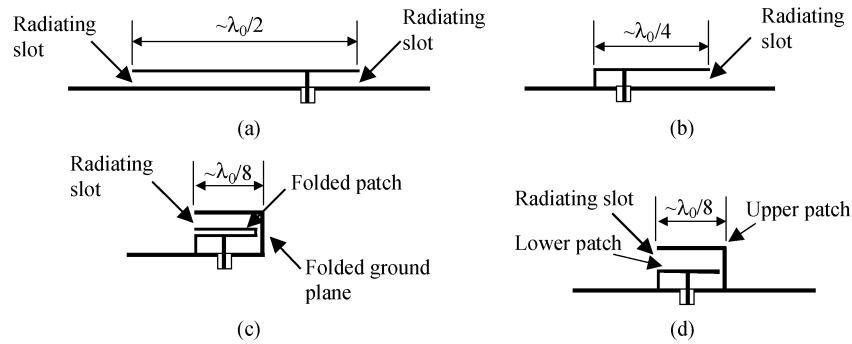 Radiating
slot
~λ₀/2
Radiating
slot
(a)
~λ₀/4
Radiating
slot
(b)
Radiating
slot
~λ₀/8
Folded patch
Folded ground
plane
(c)
Radiating slot
~λ₀/8
Upper patch
Lower patch
(d)